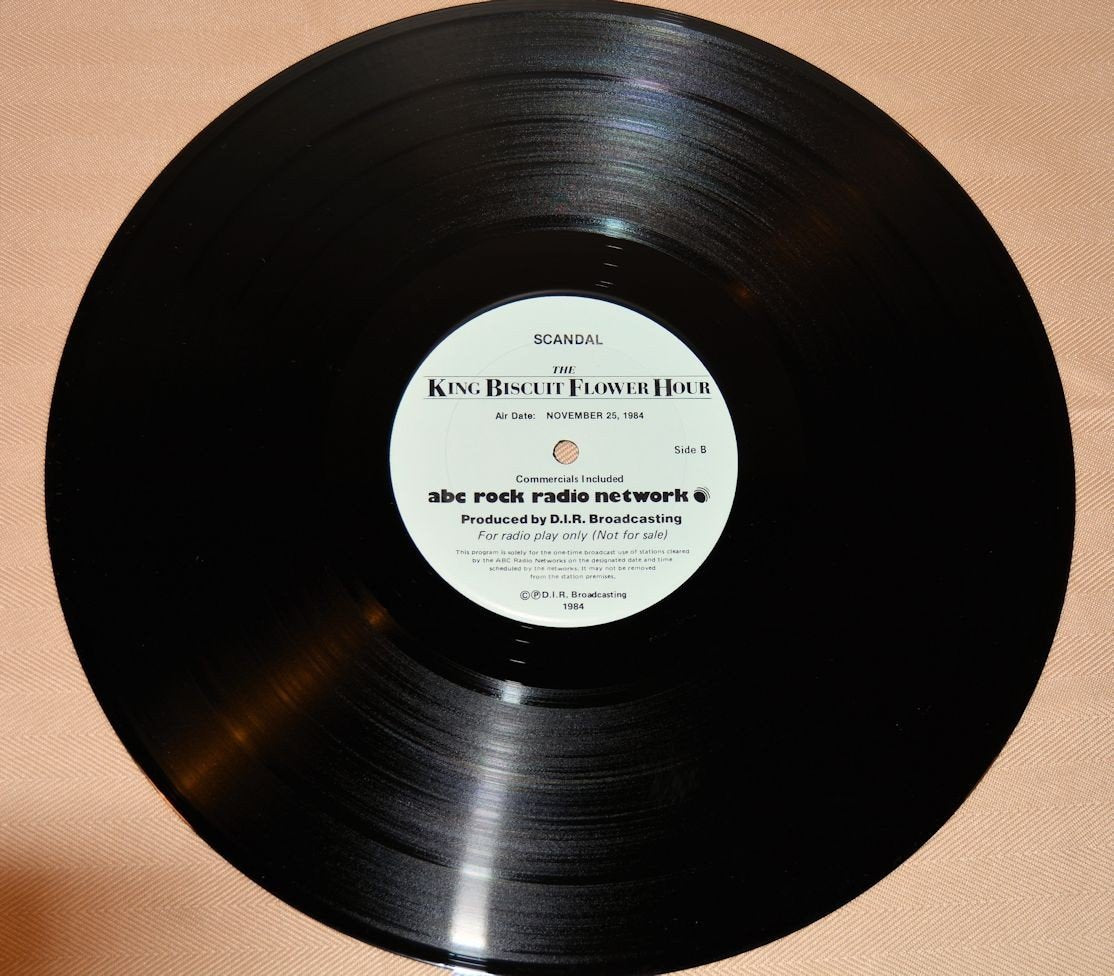 SCANDAL
THE
KING BISCUIT FLOWER HOUR
Air Date: NOVEMBER 25, 1984
Side B
Commercials Included
abc rock radio network
Produced by D.I.R. Broadcasting
For radio play only (Not for sale)
This program is solely for the one-time broadcast use of stations cleared
by the ABC Radio Networks on the designated date and time
scheduled by the networks. It may not be removed
from the station premises.
©℗D.I.R. Broadcasting
1984